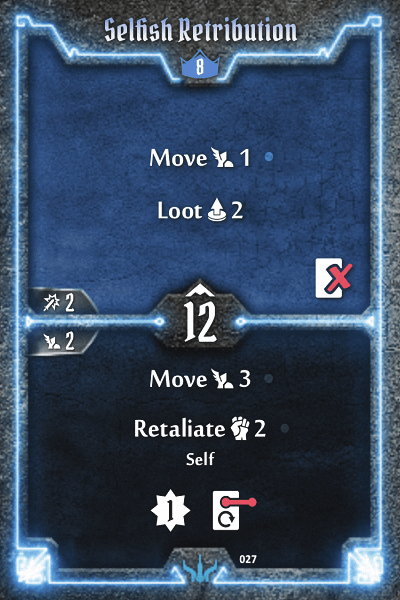 Selfish Retribution
8
Move 1
Loot 2
2
12
2
Move 3
Retaliate 2
Self
1
027